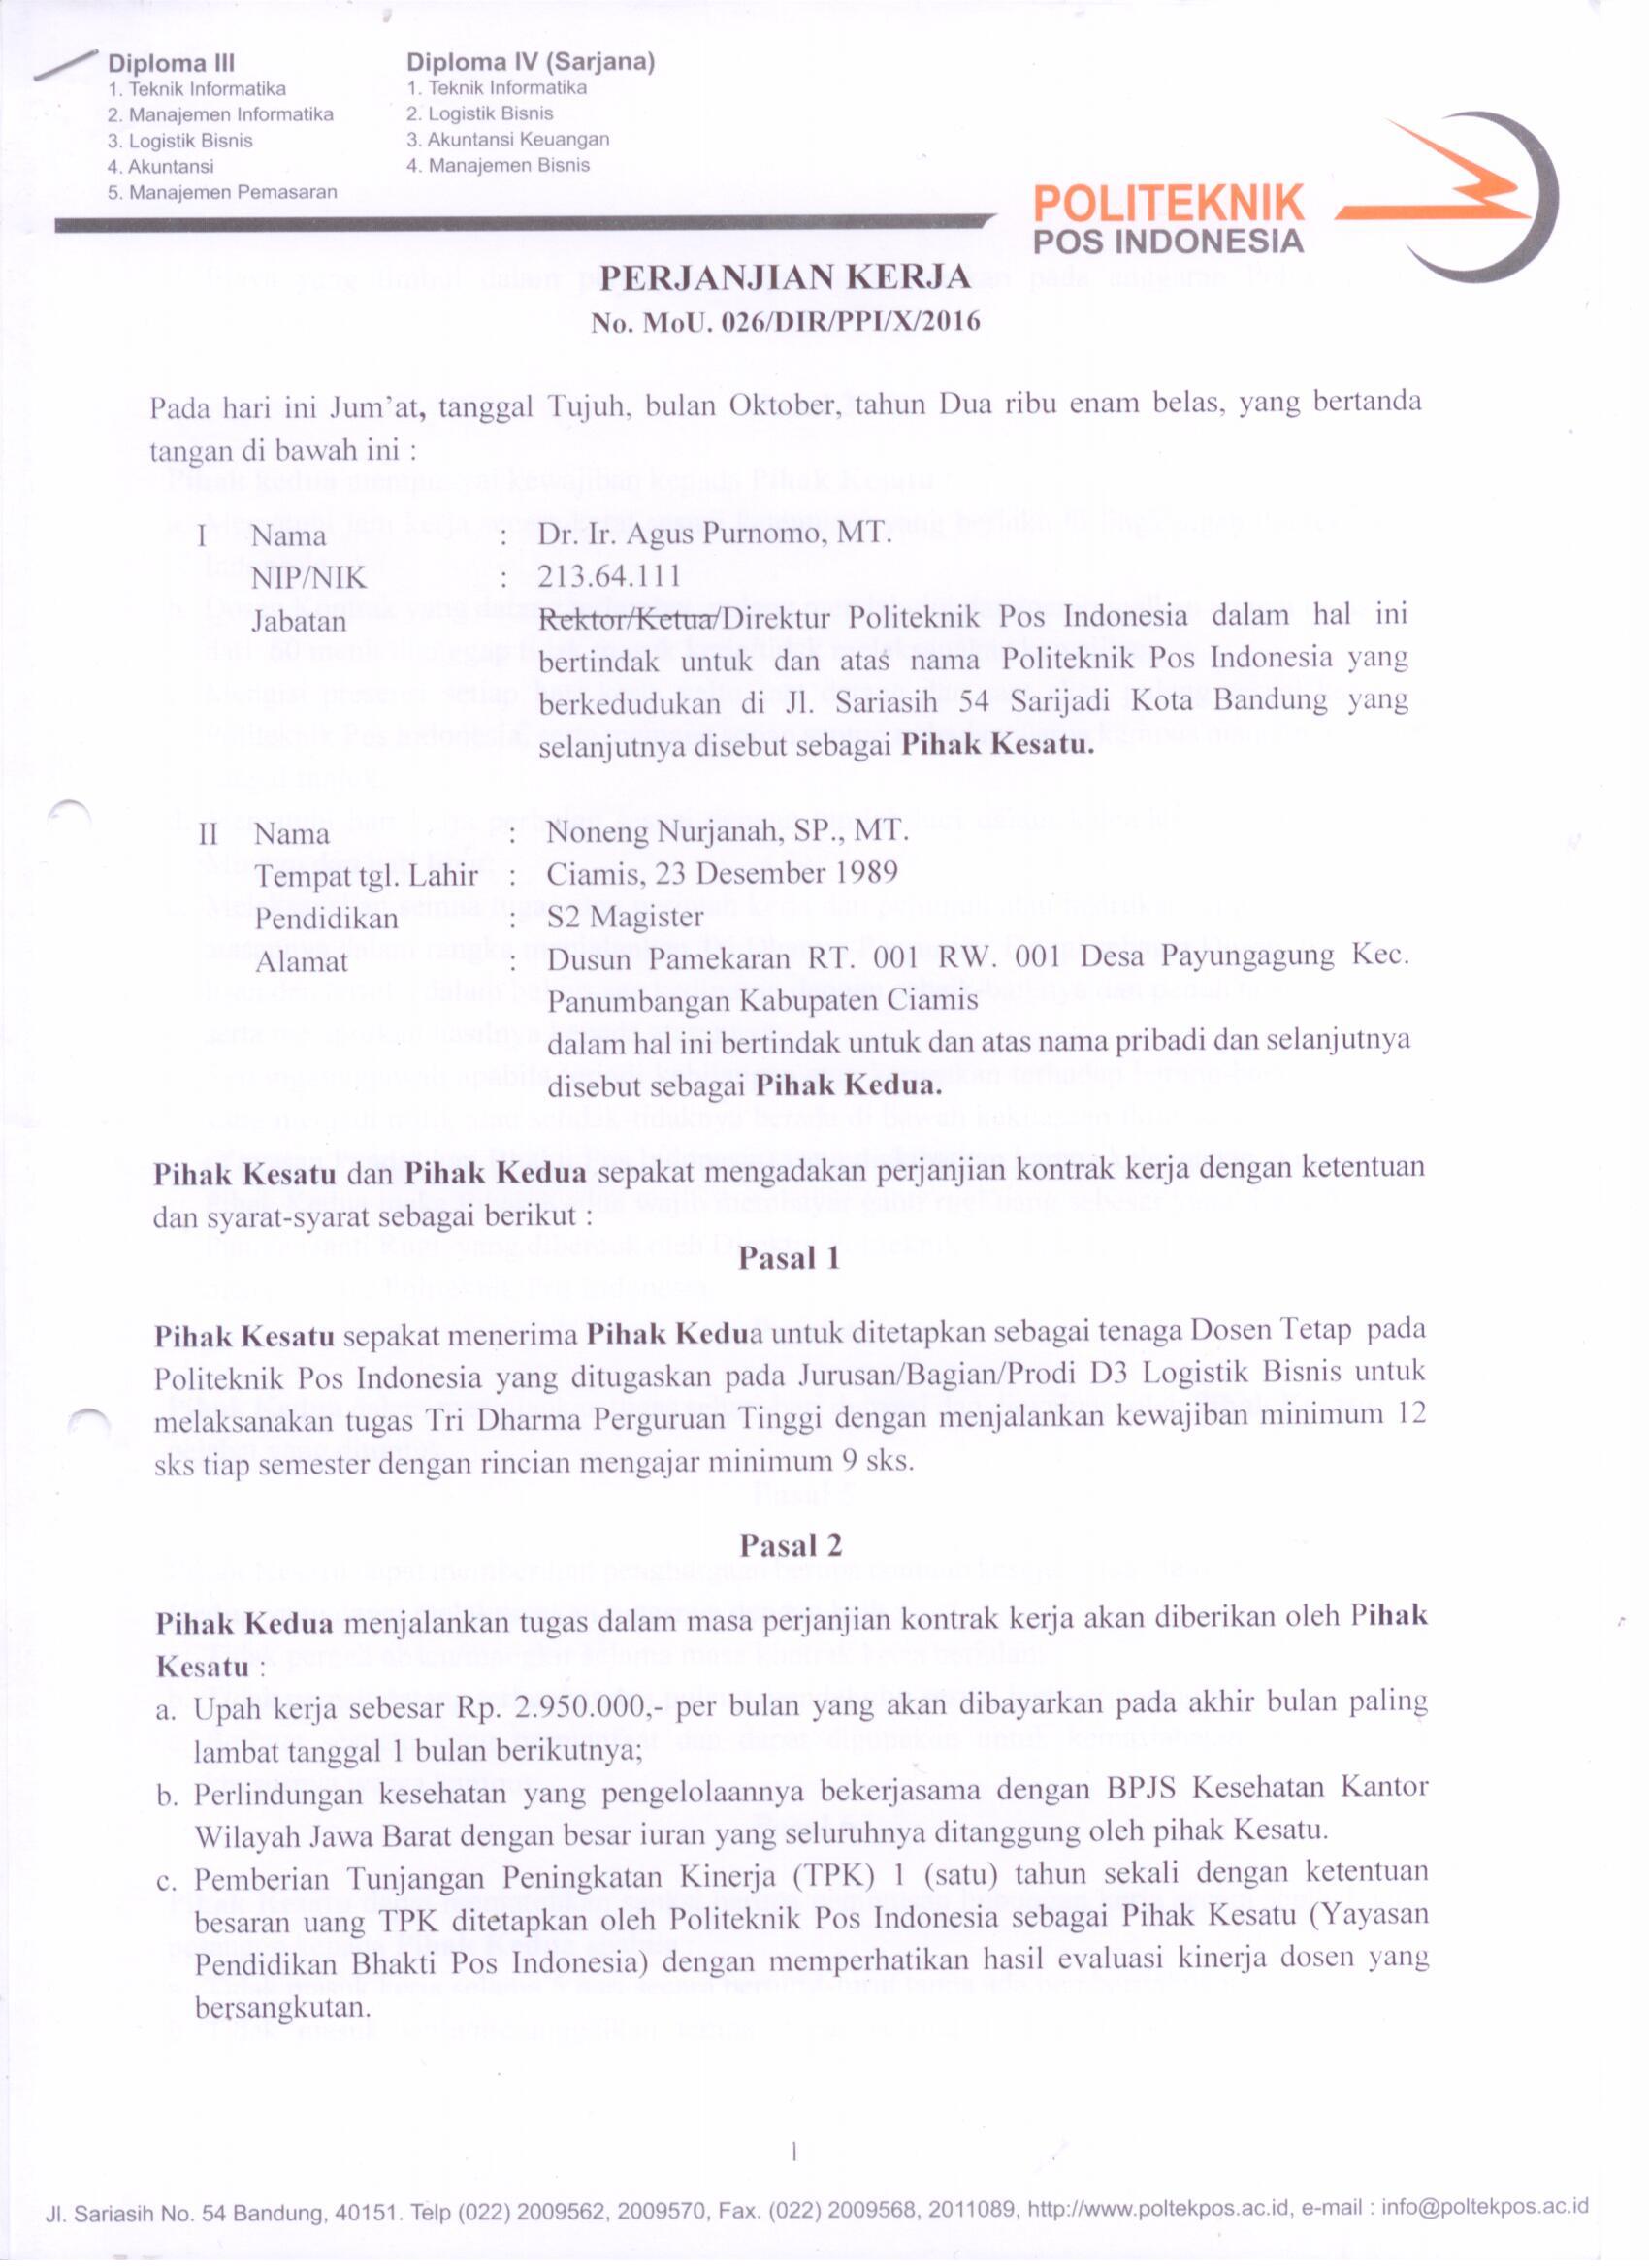 Diploma III
1. Teknik Informatika
2. Manajemen Informatika
3. Logistik Bisnis
4. Akuntansi
5. Manajemen Pemasaran
Diploma IV (Sarjana)
1. Teknik Informatika
2. Logistik Bisnis
3. Akuntansi Keuangan
4. Manajemen Bisnis
POLITEKNIK
POS INDONESIA
PERJANJIAN KERJA
No. MoU. 026/DIR/PPI/X/2016
Pada hari ini Jum'at, tanggal Tujuh, bulan Oktober, tahun Dua ribu enam belas, yang bertanda
tangan di bawah ini :
I Nama : Dr. Ir. Agus Purnomo, MT.
NIP/NIK : 213.64.111
Jabatan Rektor/Ketua/Direktur Politeknik Pos Indonesia dalam hal ini
bertindak untuk dan atas nama Politeknik Pos Indonesia yang
berkedudukan di Jl. Sariasih 54 Sarijadi Kota Bandung yang
selanjutnya disebut sebagai Pihak Kesatu.
II Nama : Noneng Nurjanah, SP., MT.
Tempat tgl. Lahir : Ciamis, 23 Desember 1989
Pendidikan : S2 Magister
Alamat : Dusun Pamekaran RT. 001 RW. 001 Desa Payungagung Kec.
Panumbangan Kabupaten Ciamis
dalam hal ini bertindak untuk dan atas nama pribadi dan selanjutnya
disebut sebagai Pihak Kedua.
Pihak Kesatu dan Pihak Kedua sepakat mengadakan perjanjian kontrak kerja dengan ketentuan
dan syarat-syarat sebagai berikut :
Pasal 1
Pihak Kesatu sepakat menerima Pihak Kedua untuk ditetapkan sebagai tenaga Dosen Tetap pada
Politeknik Pos Indonesia yang ditugaskan pada Jurusan/Bagian/Prodi D3 Logistik Bisnis untuk
melaksanakan tugas Tri Dharma Perguruan Tinggi dengan menjalankan kewajiban minimum 12
sks tiap semester dengan rincian mengajar minimum 9 sks.
Pasal 2
Pihak Kedua menjalankan tugas dalam masa perjanjian kontrak kerja akan diberikan oleh Pihak
Kesatu :
a. Upah kerja sebesar Rp. 2.950.000,- per bulan yang akan dibayarkan pada akhir bulan paling
lambat tanggal 1 bulan berikutnya;
b. Perlindungan kesehatan yang pengelolaannya bekerjasama dengan BPJS Kesehatan Kantor
Wilayah Jawa Barat dengan besar iuran yang seluruhnya ditanggung oleh pihak Kesatu.
c. Pemberian Tunjangan Peningkatan Kinerja (TPK) 1 (satu) tahun sekali dengan ketentuan
besaran uang TPK ditetapkan oleh Politeknik Pos Indonesia sebagai Pihak Kesatu (Yayasan
Pendidikan Bhakti Pos Indonesia) dengan memperhatikan hasil evaluasi kinerja dosen yang
bersangkutan.
1
Jl. Sariasih No. 54 Bandung, 40151. Telp (022) 2009562, 2009570, Fax. (022) 2009568, 2011089, http://www.poltekpos.ac.id, e-mail : info@poltekpos.ac.id